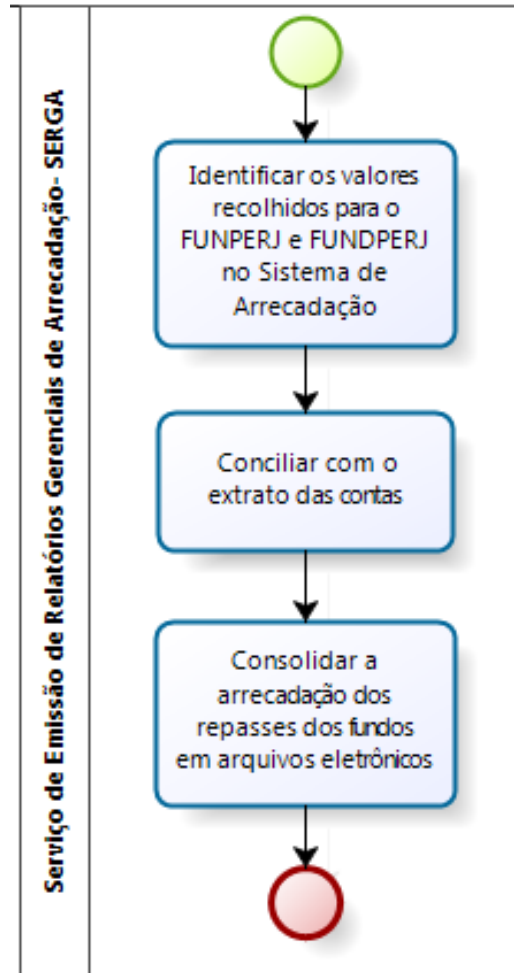 Serviço de Emissão de Relatórios Gerenciais de Arrecadação- SERGA
Identificar os valores
recolhidos para o
FUNPERJ e FUNDPERJ
no Sistema de
Arrecadação
Conciliar com o
extrato das contas
Consolidar a
arrecadação dos
repasses dos fundos
em arquivos eletrônicos